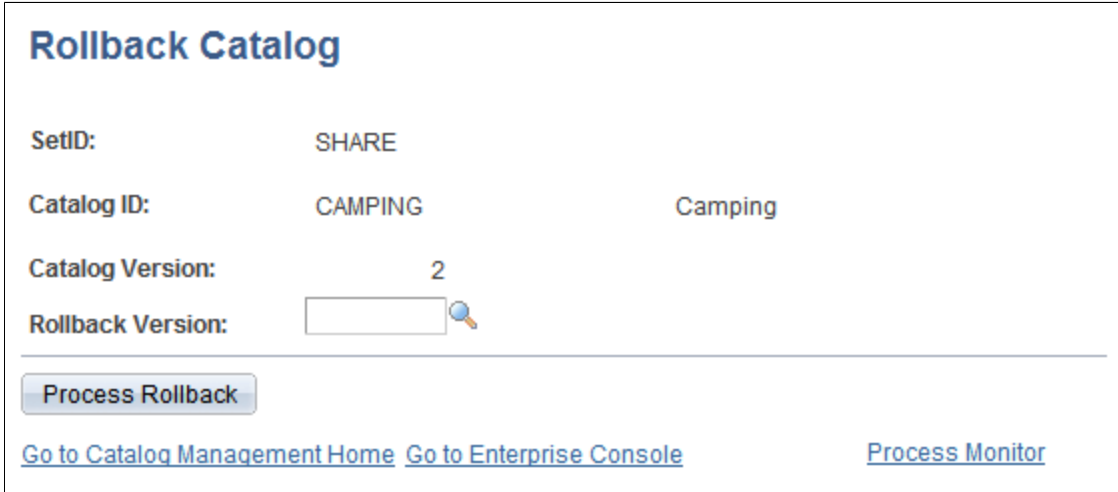 Rollback Catalog
SetID: SHARE
Catalog ID: CAMPING Camping
Catalog Version: 2
Rollback Version:
Process Rollback
Go to Catalog Management Home Go to Enterprise Console Process Monitor